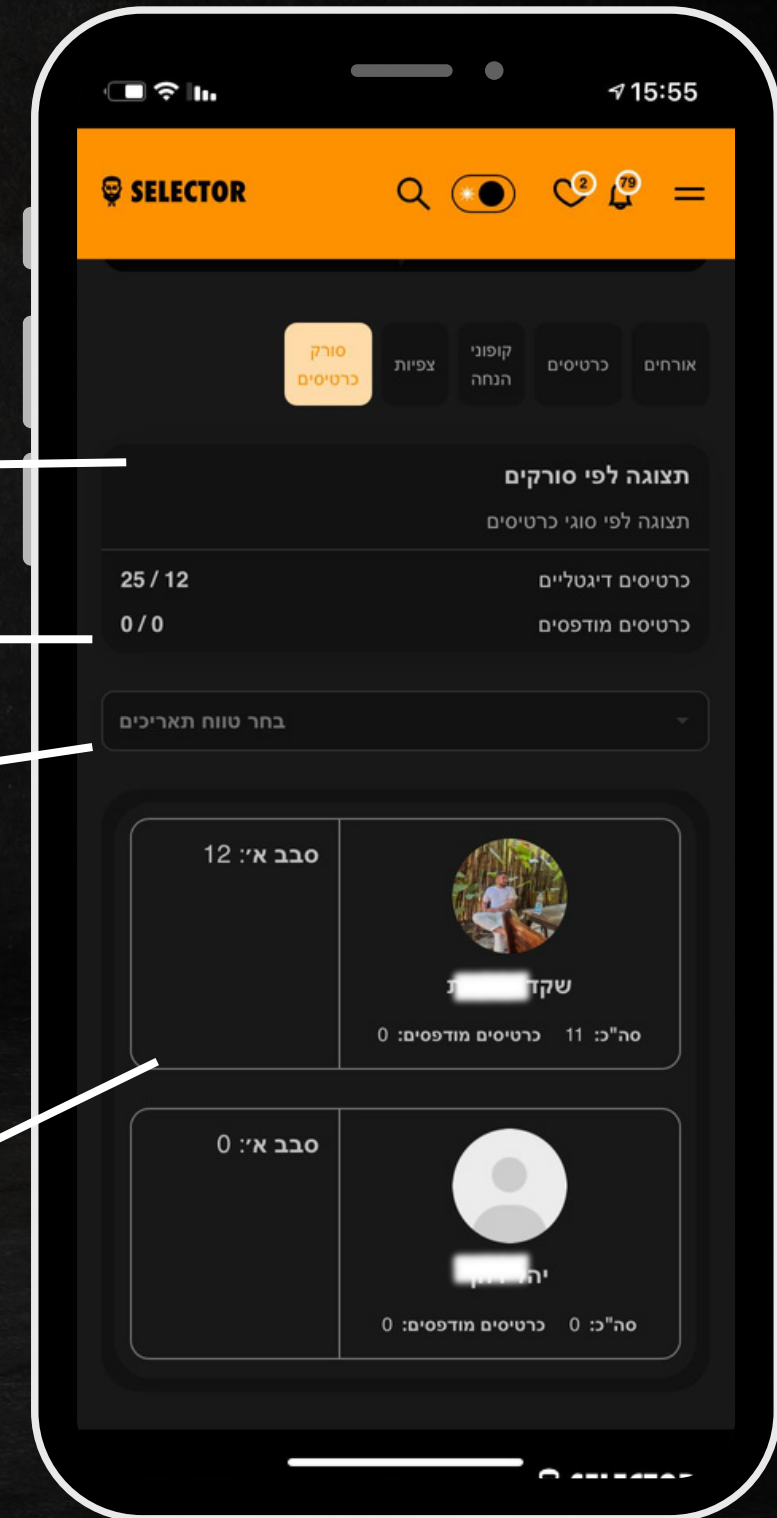 15:55
SELECTOR
2
79
אורחים
כרטיסים
קופוני
הנחה
צפיות
סורק
כרטיסים
תצוגה לפי סורקים
תצוגה לפי סוגי כרטיסים
כרטיסים דיגטליים 25 / 12
כרטיסים מודפסים 0 / 0
בחר טווח תאריכים
סבב א׳: 12
שקד
סה"כ: 11 כרטיסים מודפסים: 0
סבב א׳: 0
סה"כ: 0 כרטיסים מודפסים: 0